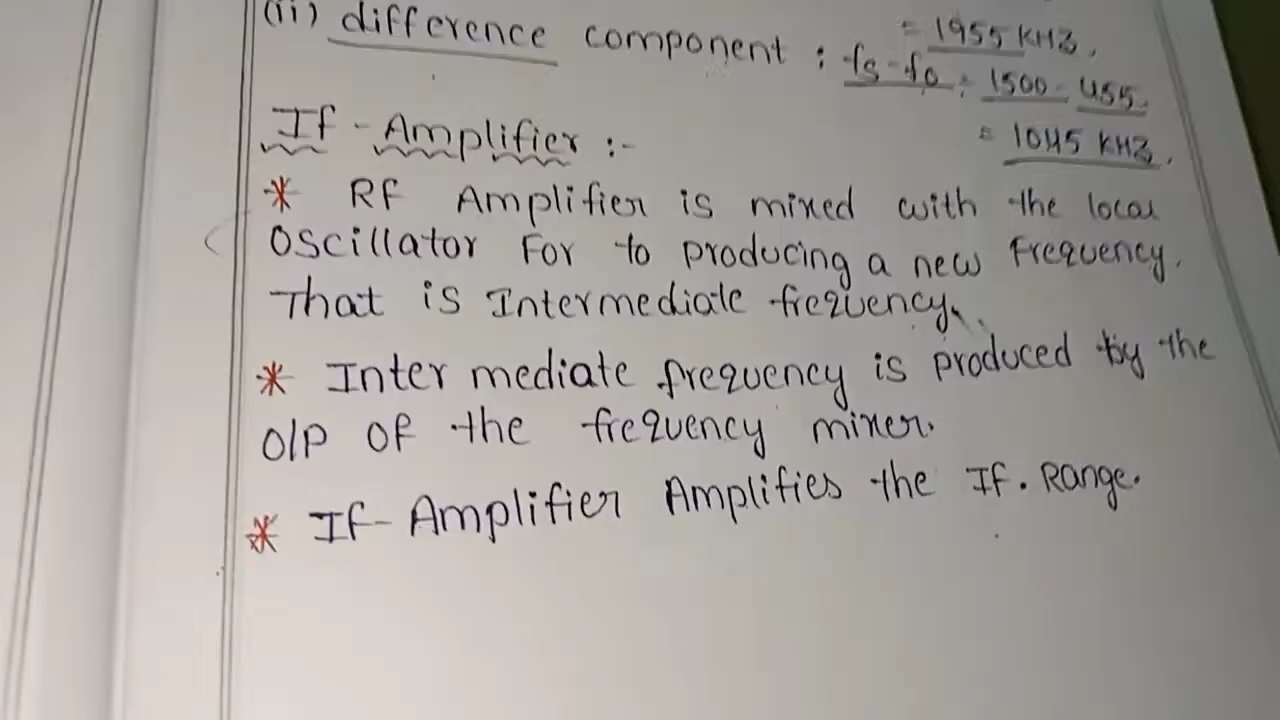 = 1955 KHZ.
(ii) difference component : fs - fo = 1500 - 455
= 1045 KHZ.
If - Amplifier :-
* RF Amplifier is mixed with the local
Oscillator For to producing a new Frequency.
That is Intermediate frequency.
* Inter mediate frequency is produced by the
O/P OF the frequency mixer.
* If - Amplifier Amplifies the If. Range.